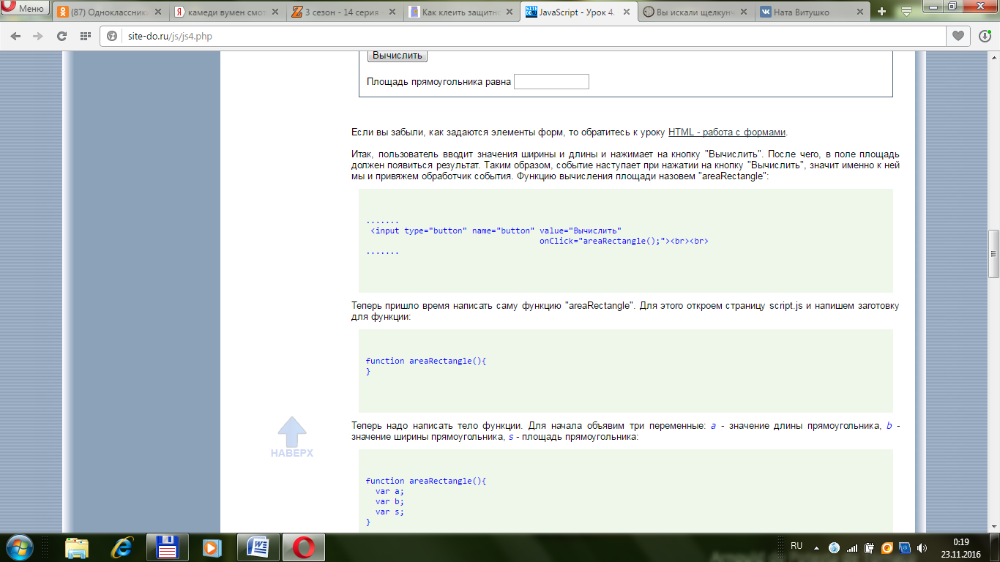 Меню
(87) Одноклассник
камеди вумен смот
3 сезон - 14 серия
Как клеить защитн
JavaScript - Урок 4.
Вы искали щелкунч
Ната Витушко
site-do.ru/js/js4.php
Вычислить
Площадь прямоугольника равна
Если вы забыли, как задаются элементы форм, то обратитесь к уроку HTML - работа с формами.
Итак, пользователь вводит значения ширины и длины и нажимает на кнопку "Вычислить". После чего, в поле площадь
должен появиться результат. Таким образом, событие наступает при нажатии на кнопку "Вычислить", значит именно к ней
мы и привяжем обработчик события. Функцию вычисления площади назовем "areaRectangle":
.......
<input type="button" name="button" value="Вычислить"
onClick="areaRectangle();"><br><br>
.......
Теперь пришло время написать саму функцию "areaRectangle". Для этого откроем страницу script.js и напишем заготовку
для функции:
function areaRectangle(){
}
Теперь надо написать тело функции. Для начала объявим три переменные: a - значение длины прямоугольника, b -
значение ширины прямоугольника, s - площадь прямоугольника:
НАВЕРХ
function areaRectangle(){
var a;
var b;
var s;
}
RU
0:19
23.11.2016